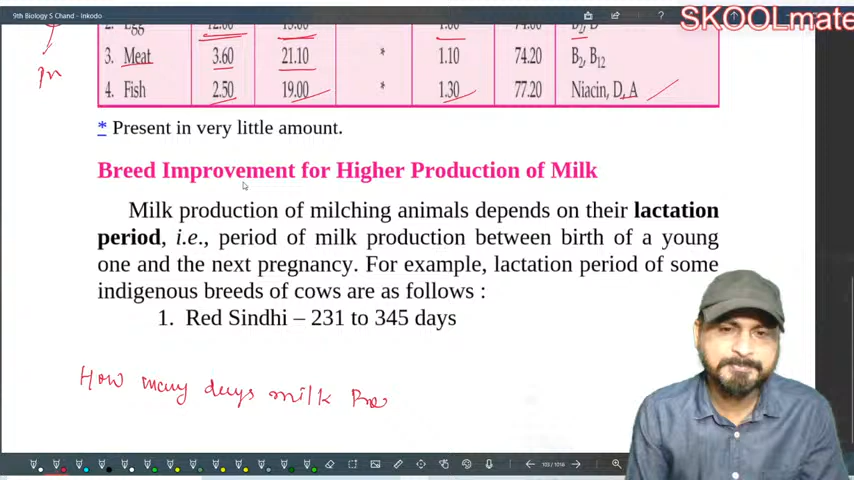 9th Biology S Chand - Inkodo
SKOOLmate
3. Meat 3.60 21.10 * 1.10 74.20 B2, B12
4. Fish 2.50 19.00 * 1.30 77.20 Niacin, D, A
* Present in very little amount.
Breed Improvement for Higher Production of Milk
Milk production of milching animals depends on their lactation
period, i.e., period of milk production between birth of a young
one and the next pregnancy. For example, lactation period of some
indigenous breeds of cows are as follows :
1. Red Sindhi – 231 to 345 days
How many days milk
103 / 1016